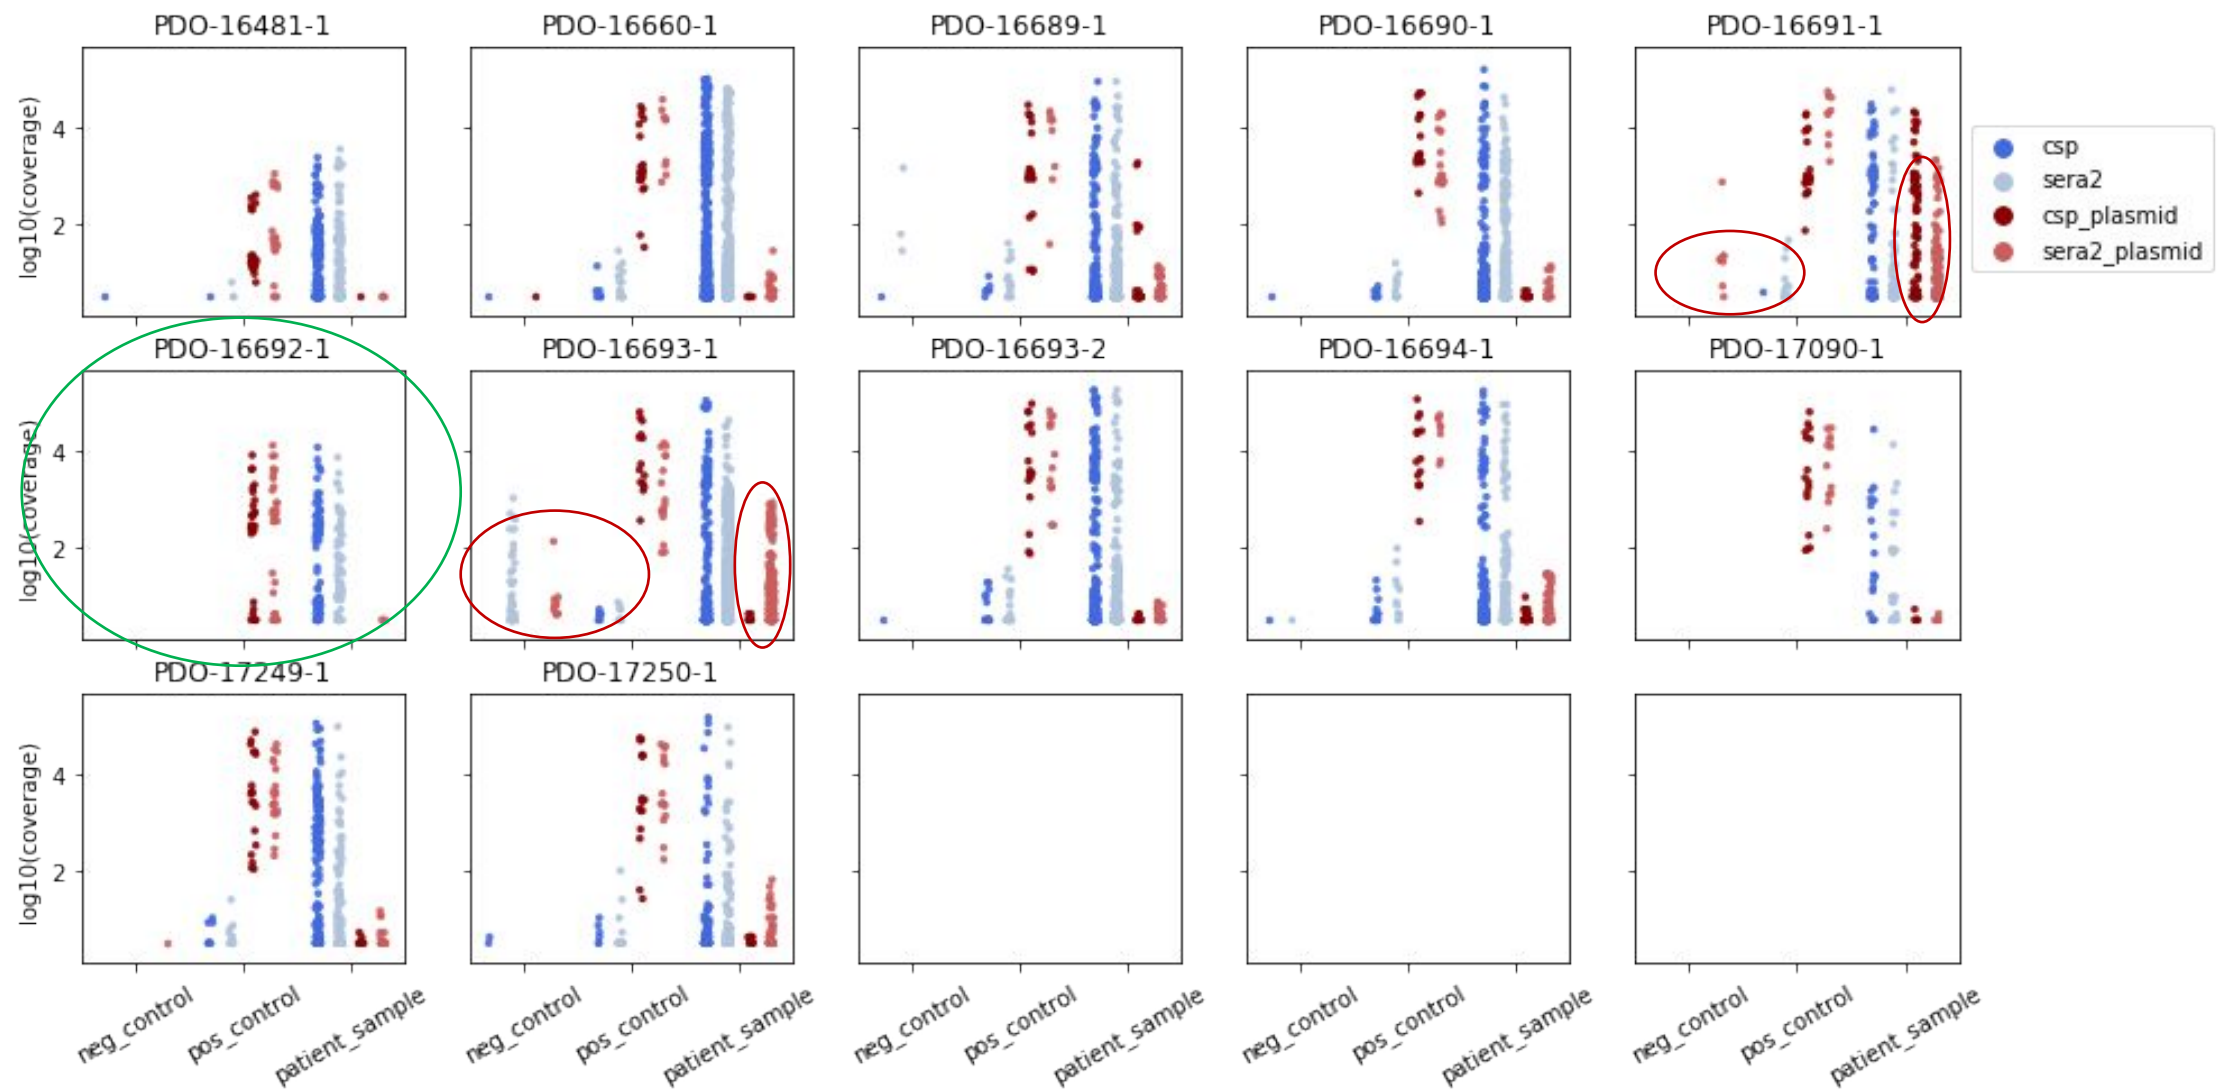 PDO-16481-1 PDO-16660-1 PDO-16689-1 PDO-16690-1 PDO-16691-1
log10(coverage)
4
2
csp
sera2
csp_plasmid
sera2_plasmid
PDO-16692-1 PDO-16693-1 PDO-16693-2 PDO-16694-1 PDO-17090-1
log10(coverage)
4
2
PDO-17249-1 PDO-17250-1
log10(coverage)
4
2
neg_control pos_control patient_sample neg_control pos_control patient_sample neg_control pos_control patient_sample neg_control pos_control patient_sample neg_control pos_control patient_sample